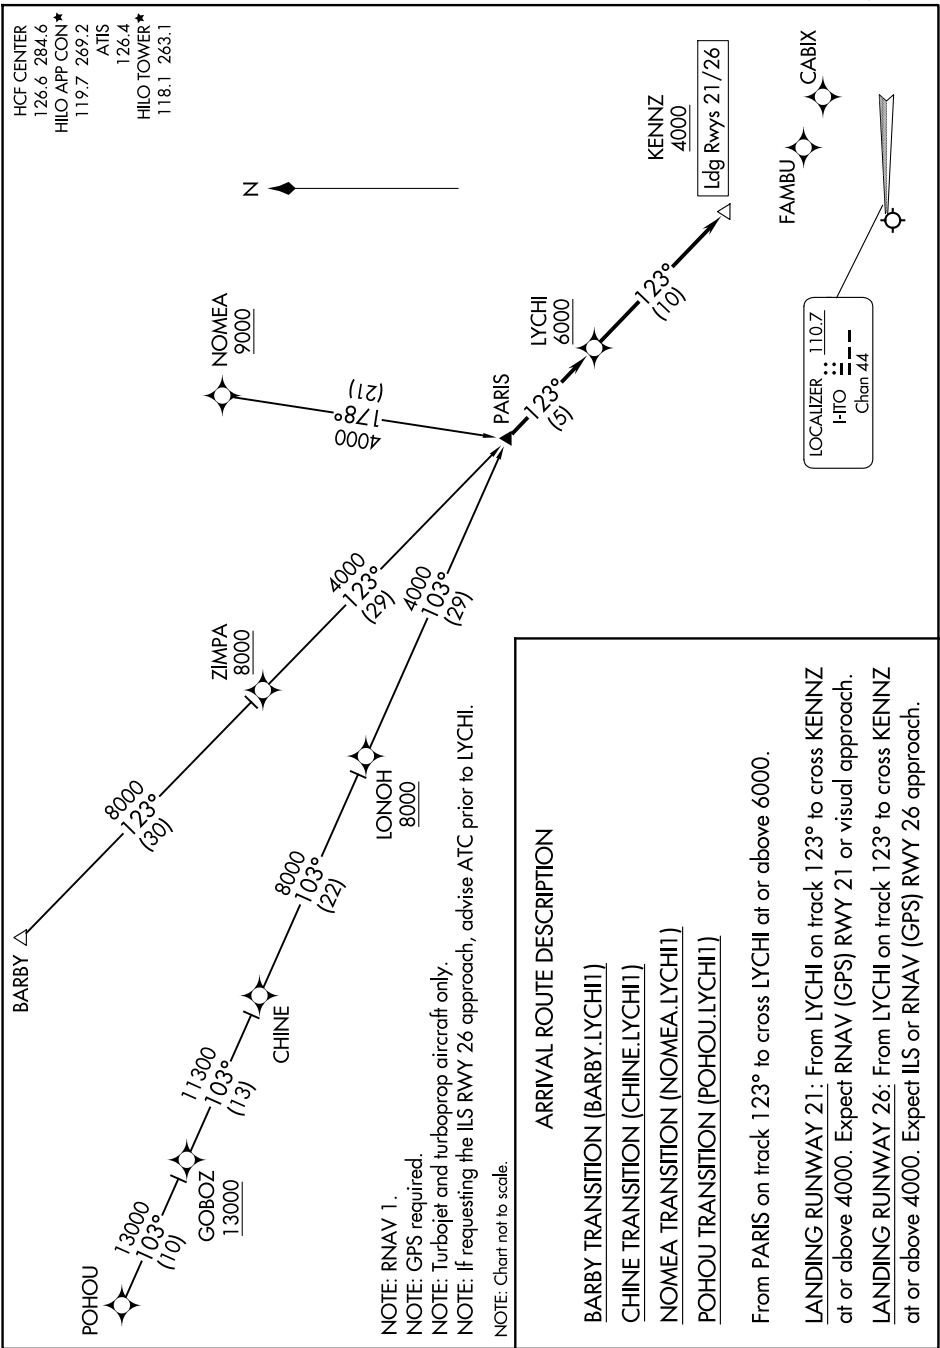 HCF CENTER
126.6 284.6
HILO APP CON★
119.7 269.2
ATIS
126.4
HILO TOWER★
118.1 263.1
N
NOMEA
9000
4000
178°
(21)
BARBY
8000
123°
(30)
ZIMPA
8000
4000
123°
(29)
POHOU
13000
103°
(10)
GOBOZ
13000
11300
103°
(13)
CHINE
8000
103°
(22)
LONOH
8000
4000
103°
(29)
PARIS
123°
(5)
LYCHI
6000
123°
(10)
KENNZ
4000
Ldg Rwys 21/26
FAMBU
CABIX
LOCALIZER 110.7
I-ITO
Chan 44
NOTE: RNAV 1.
NOTE: GPS required.
NOTE: Turbojet and turboprop aircraft only.
NOTE: If requesting the ILS RWY 26 approach, advise ATC prior to LYCHI.
NOTE: Chart not to scale.
ARRIVAL ROUTE DESCRIPTION
BARBY TRANSITION (BARBY.LYCHI1)
CHINE TRANSITION (CHINE.LYCHI1)
NOMEA TRANSITION (NOMEA.LYCHI1)
POHOU TRANSITION (POHOU.LYCHI1)
From PARIS on track 123° to cross LYCHI at or above 6000.
LANDING RUNWAY 21: From LYCHI on track 123° to cross KENNZ
at or above 4000. Expect RNAV (GPS) RWY 21 or visual approach.
LANDING RUNWAY 26: From LYCHI on track 123° to cross KENNZ
at or above 4000. Expect ILS or RNAV (GPS) RWY 26 approach.